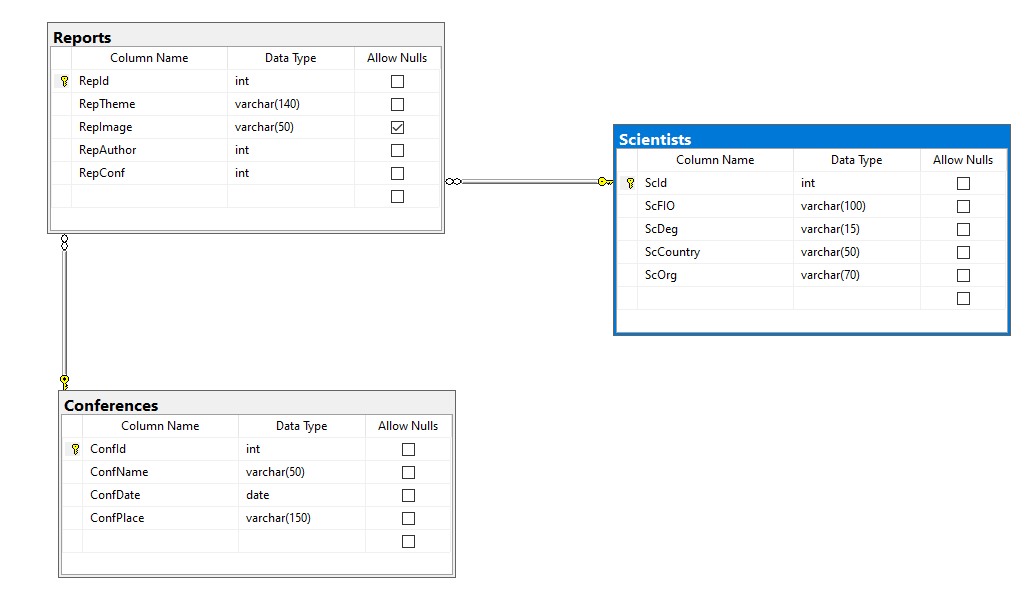 Reports
Column Name Data Type Allow Nulls
RepId int
RepTheme varchar(140)
RepImage varchar(50)
RepAuthor int
RepConf int
Scientists
Column Name Data Type Allow Nulls
ScId int
ScFIO varchar(100)
ScDeg varchar(15)
ScCountry varchar(50)
ScOrg varchar(70)
Conferences
Column Name Data Type Allow Nulls
ConfId int
ConfName varchar(50)
ConfDate date
ConfPlace varchar(150)